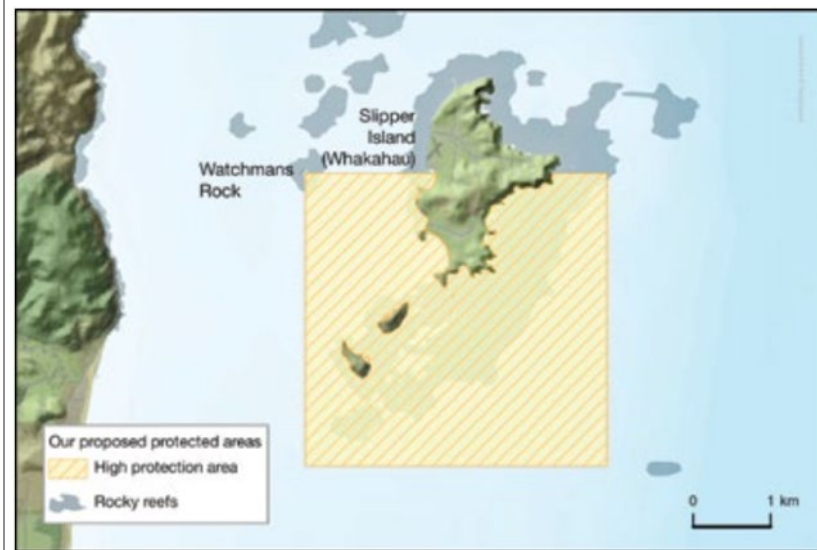 Slipper
Island
(Whakahau)
Watchmans
Rock
Our proposed protected areas
High protection area
Rocky reefs
0 1 km